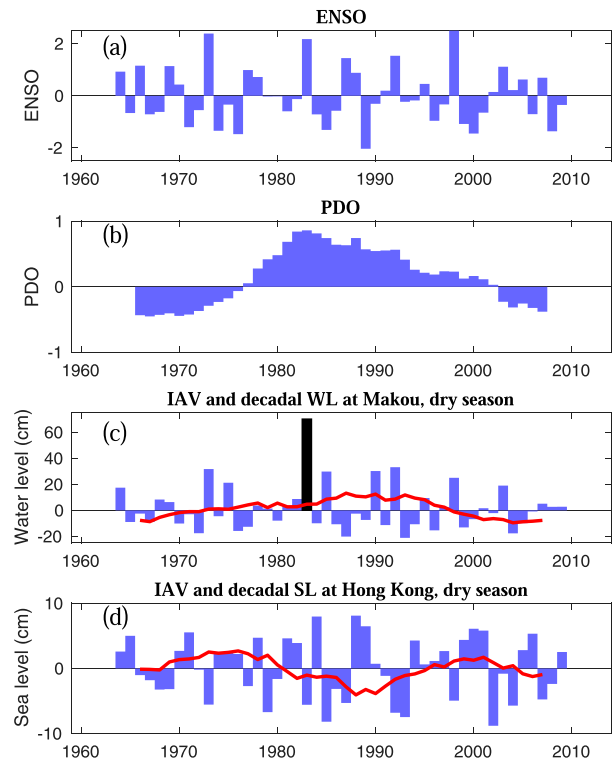 ENSO
(a)
2
0
-2
ENSO
1960 1970 1980 1990 2000 2010
PDO
(b)
1
0
-1
PDO
1960 1970 1980 1990 2000 2010
IAV and decadal WL at Makou, dry season
(c)
60
40
20
0
-20
Water level (cm)
1960 1970 1980 1990 2000 2010
IAV and decadal SL at Hong Kong, dry season
(d)
10
0
-10
Sea level (cm)
1960 1970 1980 1990 2000 2010